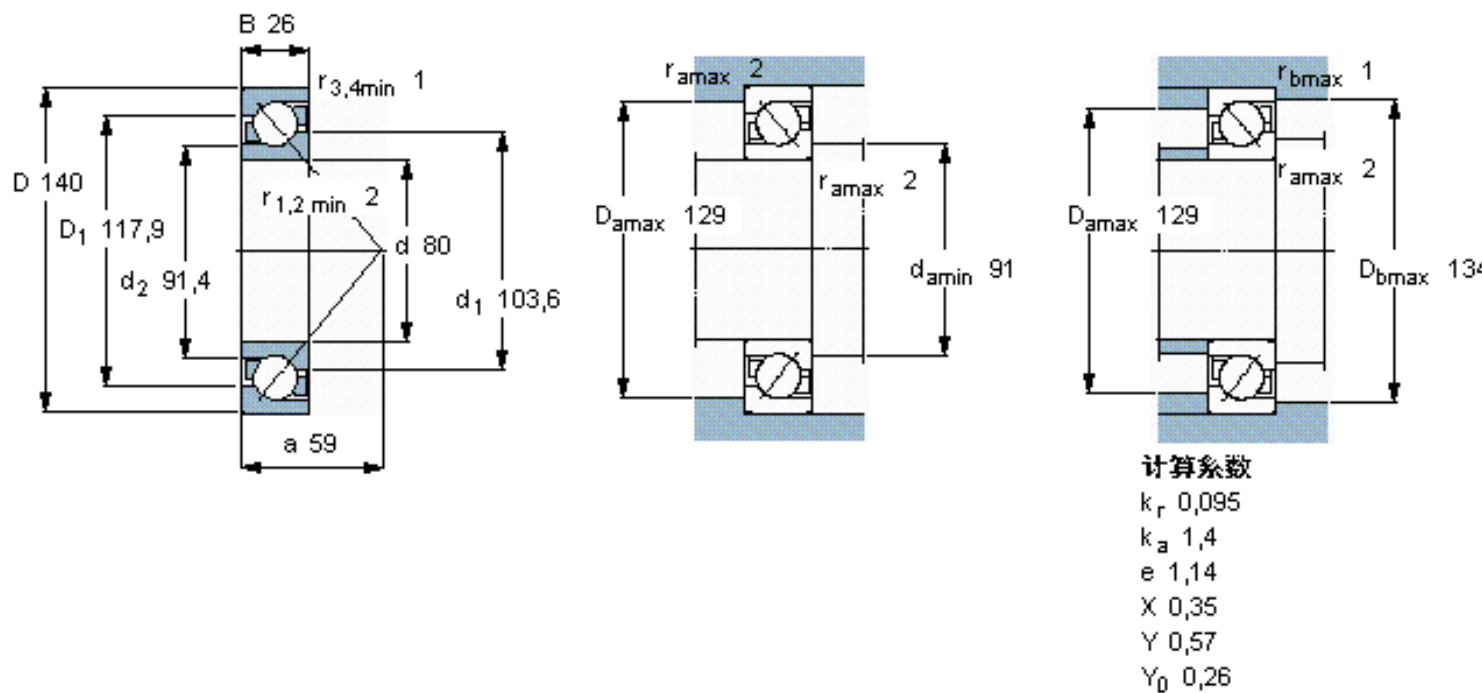 B 26
r3,4min 1
D 140
D1 117,9
r1,2 min 2
d2 91,4
d 80
d1 103,6
a 59
ramax 2
ramax 2
Damax 129
damin 91
rbmax 1
ramax 2
Damax 129
Dbmax 134
计算系数
kr 0,095
ka 1,4
e 1,14
X 0,35
Y 0,57
Y0 0,26